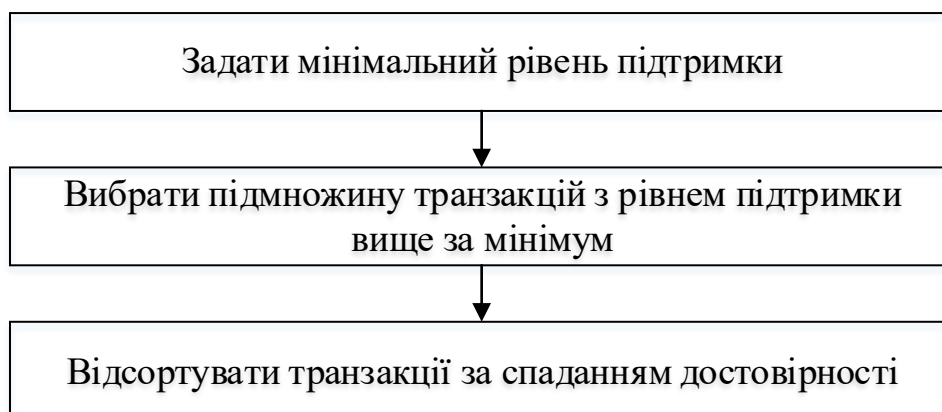 Задати мінімальний рівень підтримки
Вибрати підмножину транзакцій з рівнем підтримки
вище за мінімум
Відсортувати транзакції за спаданням достовірності